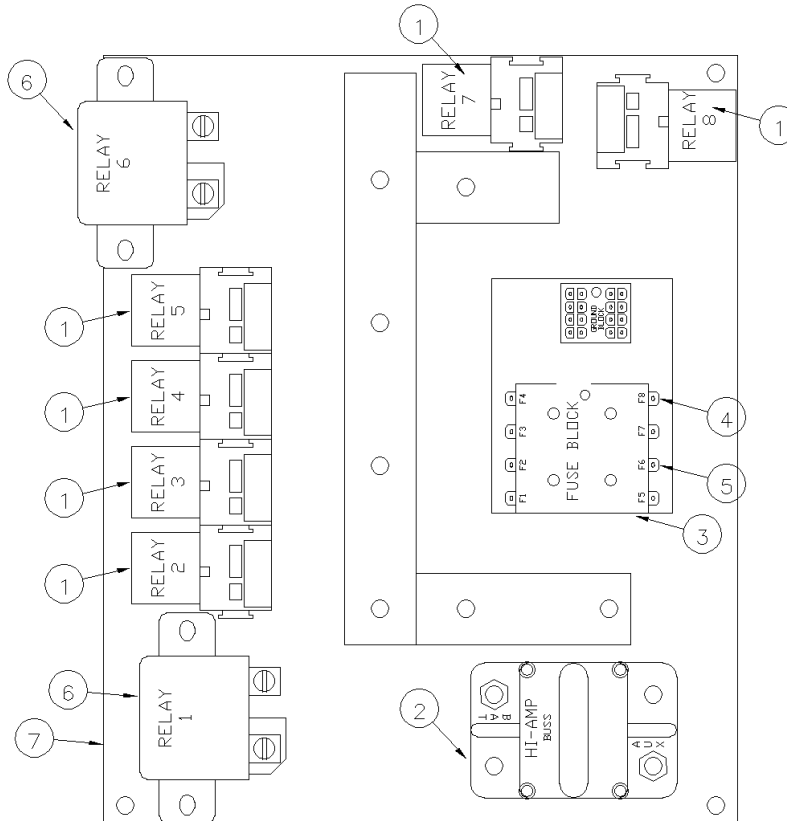 1
6
RELAY
7
RELAY
8
1
RELAY
6
1
RELAY
5
GROUND
BLOCK
1
RELAY
4
F4
F8
4
F3
F7
FUSE BLOCK
1
RELAY
3
F2
F6
5
F1
F5
3
1
RELAY
2
6
RELAY
1
2
BAT
HI-AMP
BUSS
AUX
7